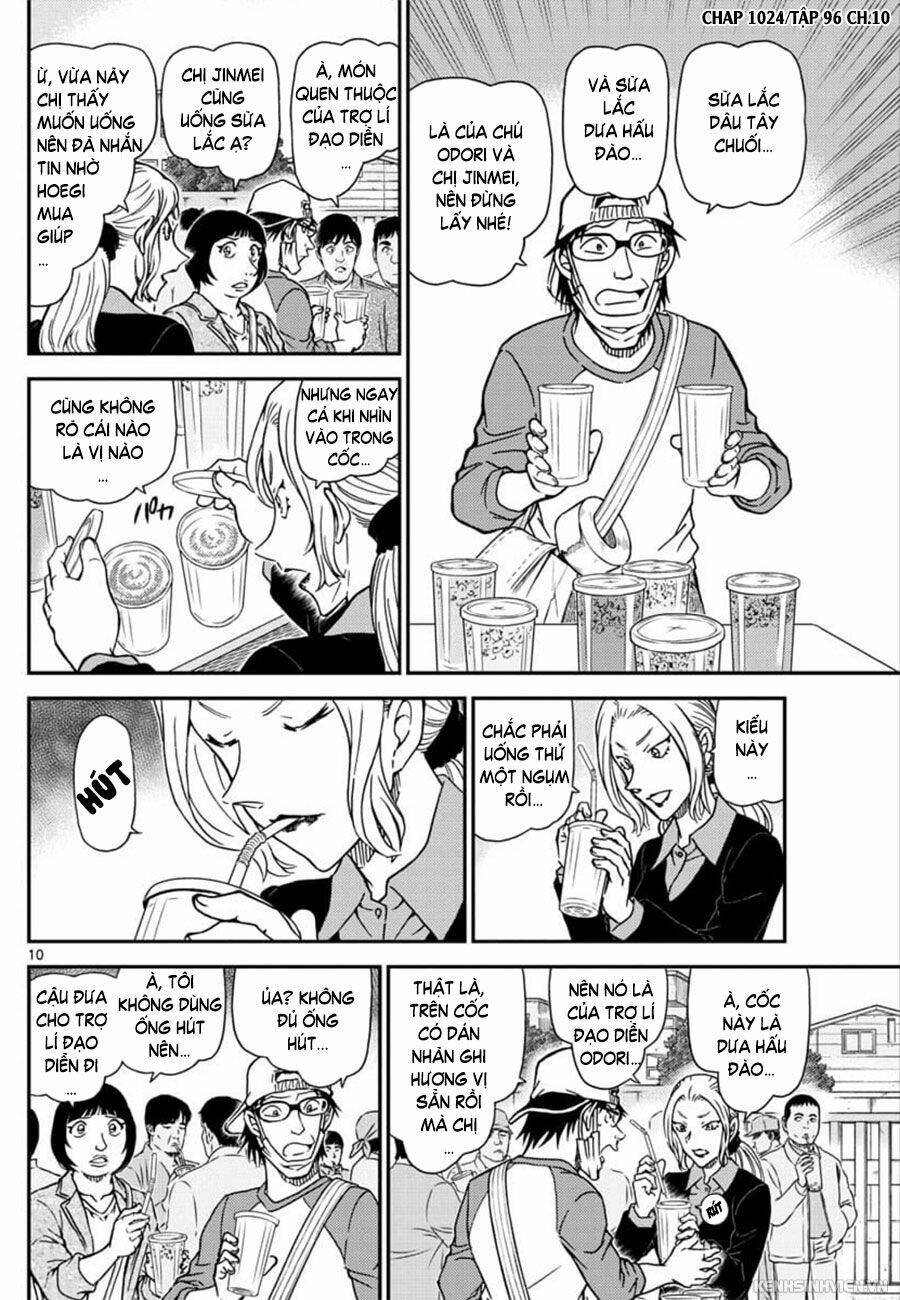 CHAP 1024/TẬP 96 CH.10
SỮA LẮC
DÂU TÂY
CHUỐI...
VÀ SỮA
LẮC
DƯA HẤU
ĐÀO...
LÀ CỦA CHÚ
ODORI VÀ
CHỊ JINMEI,
NÊN ĐỪNG
LẤY NHÉ!
À, MÓN
QUEN THUỘC
CỦA TRỢ LÍ
ĐẠO DIỄN
...
CHỊ JINMEI
CŨNG
UỐNG SỮA
LẮC Ạ?
Ừ, VỪA NÃY
CHỊ THẤY
MUỐN UỐNG
NÊN ĐÃ NHẮN
TIN NHỜ
HOEGI
MUA
GIÚP
...
NHƯNG NGAY
CẢ KHI NHÌN
VÀO TRONG
CỐC...
CŨNG KHÔNG
RÕ CÁI NÀO
LÀ VỊ NÀO
...
パカ
KIỂU
NÀY
...
CHẮC PHẢI
UỐNG THỬ
MỘT NGỤM
RỒI...
HÚT
10
À, CỐC
NÀY LÀ
DƯA HẤU
ĐÀO...
NÊN NÓ LÀ
CỦA TRỢ LÍ
ĐẠO DIỄN
ODORI...
THẬT LÀ,
TRÊN CỐC
CÓ DÁN
NHÃN GHI
HƯƠNG VỊ
SẴN RỒI
MÀ CHỊ
...
RÚT
ỦA? KHÔNG
ĐỦ ỐNG
HÚT...
À, TÔI
KHÔNG DÙNG
ỐNG HÚT
NÊN...
CẬU ĐƯA
CHO TRỢ
LÍ ĐẠO
DIỄN ĐI
...
KENHSINHVIEN.VN